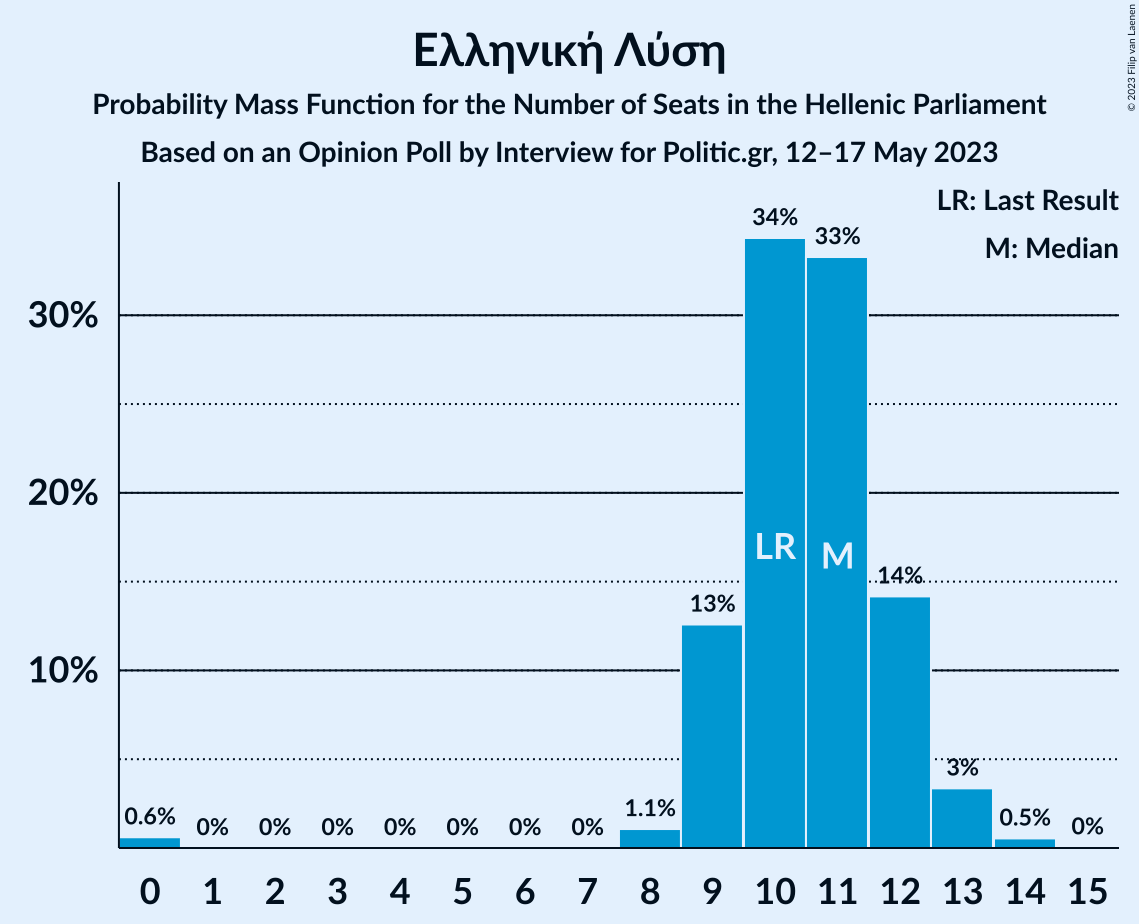 Ελληνική Λύση
Probability Mass Function for the Number of Seats in the Hellenic Parliament
Based on an Opinion Poll by Interview for Politic.gr, 12–17 May 2023
© 2023 Filip van Laenen
LR: Last Result
M: Median
34%
33%
30%
20%
LR
M
14%
13%
10%
3%
1.1%
0.6%
0.5%
0% 0% 0% 0% 0% 0% 0% 0%
0 1 2 3 4 5 6 7 8 9 10 11 12 13 14 15